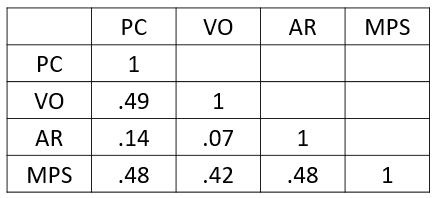 PC VO AR MPS
PC 1
VO .49 1
AR .14 .07 1
MPS .48 .42 .48 1